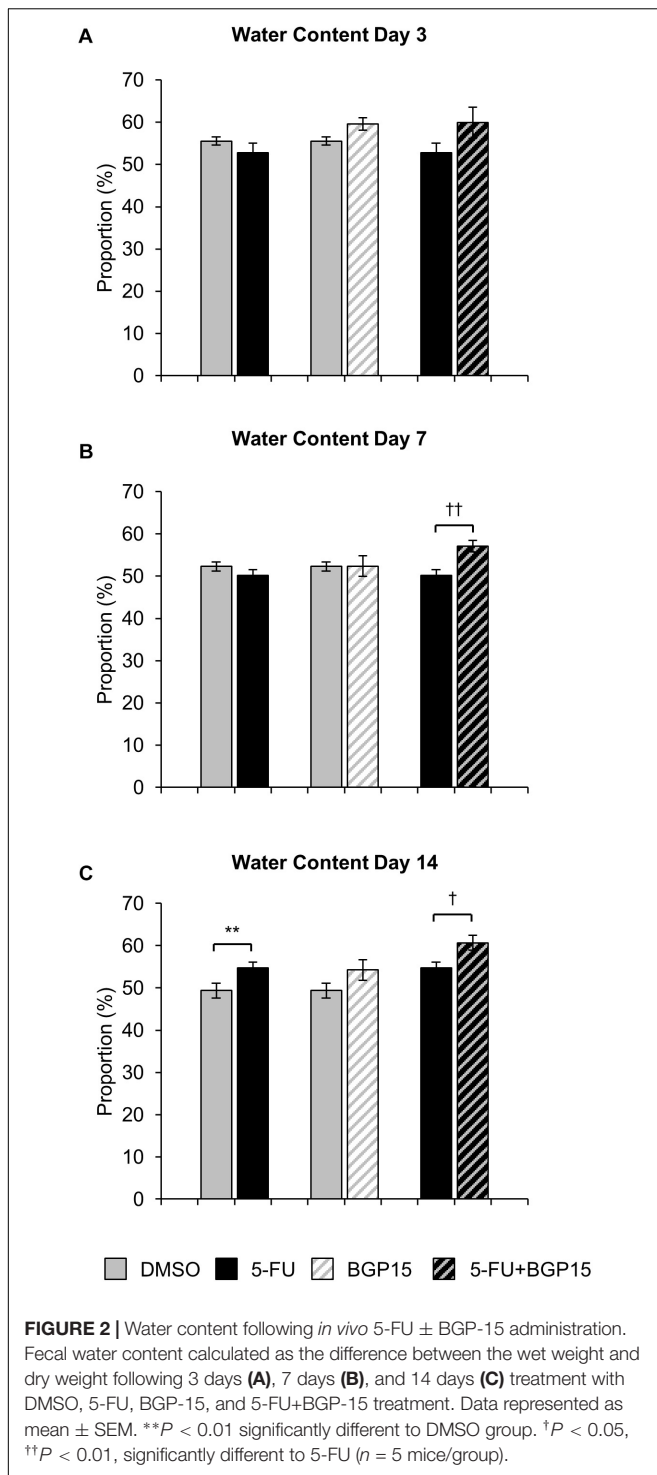 A
Water Content Day 3
Proportion (%)
70
60
50
40
30
20
10
0
B
Water Content Day 7
Proportion (%)
70
60
50
40
30
20
10
0
††
C
Water Content Day 14
Proportion (%)
70
60
50
40
30
20
10
0
**
†
DMSO 5-FU BGP15 5-FU+BGP15
FIGURE 2 | Water content following in vivo 5-FU ± BGP-15 administration.
Fecal water content calculated as the difference between the wet weight and
dry weight following 3 days (A), 7 days (B), and 14 days (C) treatment with
DMSO, 5-FU, BGP-15, and 5-FU+BGP-15 treatment. Data represented as
mean ± SEM. **P < 0.01 significantly different to DMSO group. †P < 0.05,
††P < 0.01, significantly different to 5-FU (n = 5 mice/group).